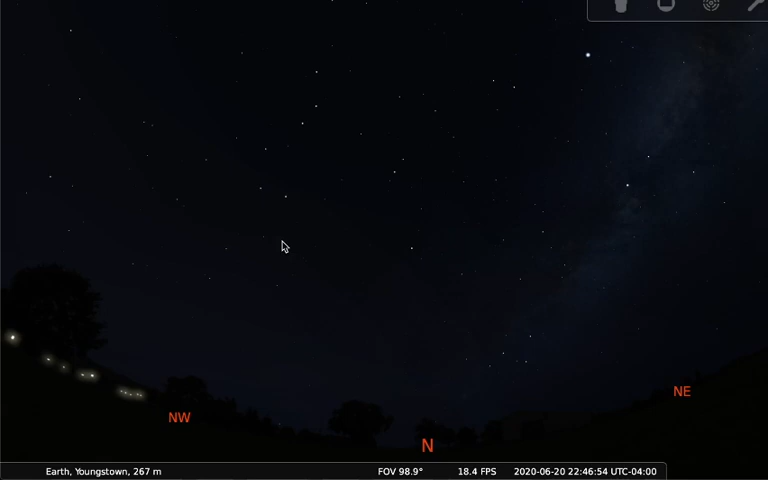 NE
NW
N
Earth, Youngstown, 267 m FOV 98.9° 18.4 FPS 2020-06-20 22:46:54 UTC-04:00